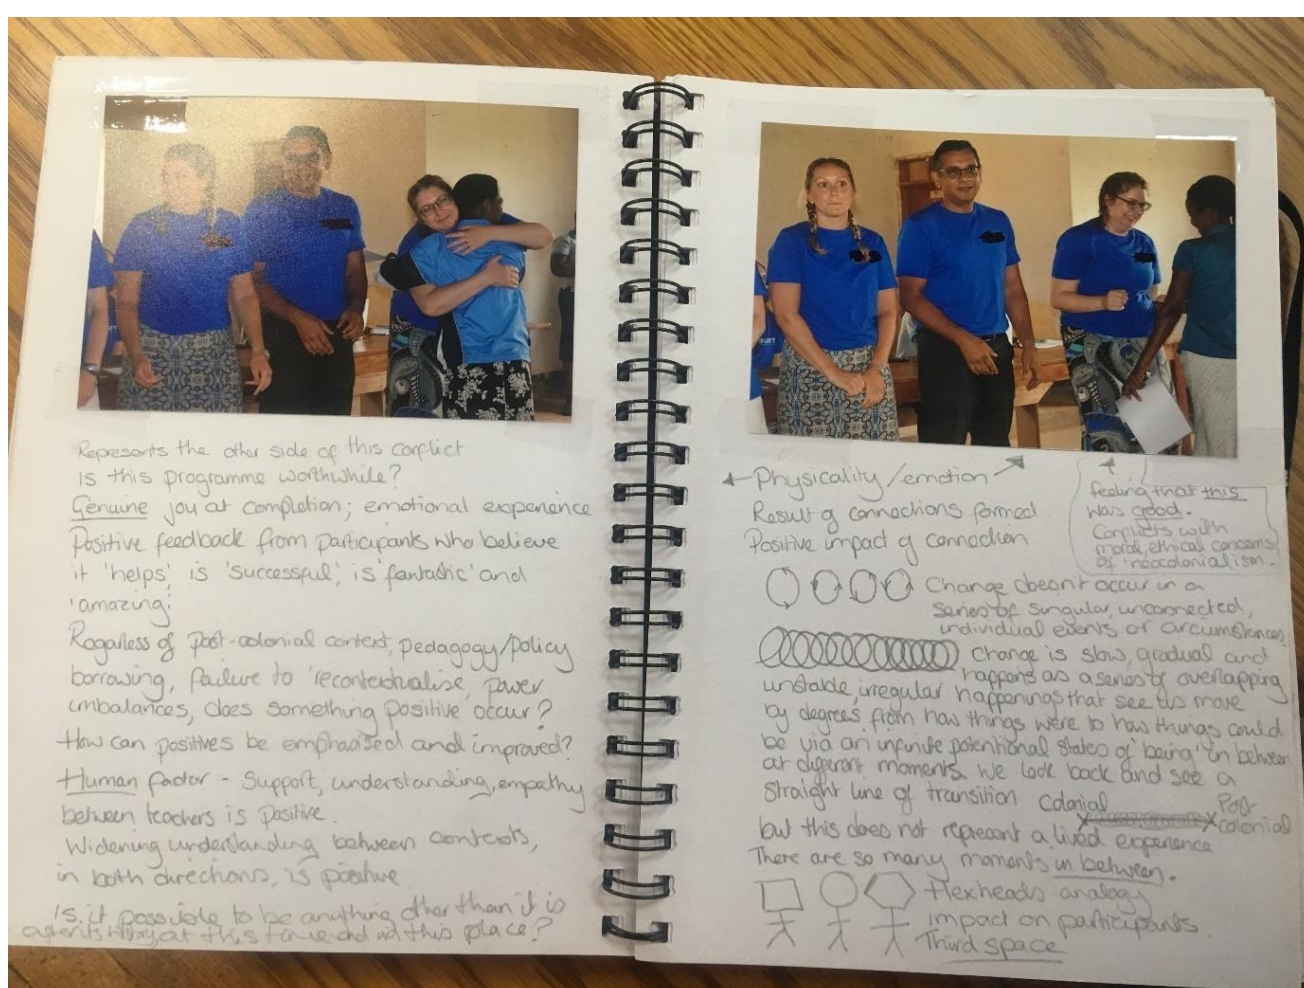 Represents the other side of this conflict
Is this programme worthwhile?
Genuine joy at completion; emotional experience
Positive feedback from participants who believe
it 'helps' is 'successful', is 'fantastic' and
'amazing'.
Regarless of post-colonial context, pedagogy/policy
borrowing, failure to 'recontextualise', power
imbalances, does something positive occur?
How can positives be emphasised and improved?
Human factor - Support, understanding, empathy
between teachers is positive.
Widening understanding between contexts,
in both directions, is positive
Is it possible to be anything other than it is
at this time and in this place?
Physicality/emotion
Result of connections formed
Positive impact of connection
feeling that this
was good.
Conflicts with
moral, ethical concerns
of 'neocolonialism.
Change doesn't occur in a
series of singular, unconnected,
individual events or circumstances
Change is slow, gradual and
happens as a series of overlapping
unstable, irregular happenings that see us move
by degrees from how things were to how things could
be via an infinite potentional states of 'being' in between
at different moments. We look back and see a
straight line of transition colonial Post colonial
but this does not represent a lived experience
There are so many moments in between.
Flexheads analogy
impact on participants.
Third space